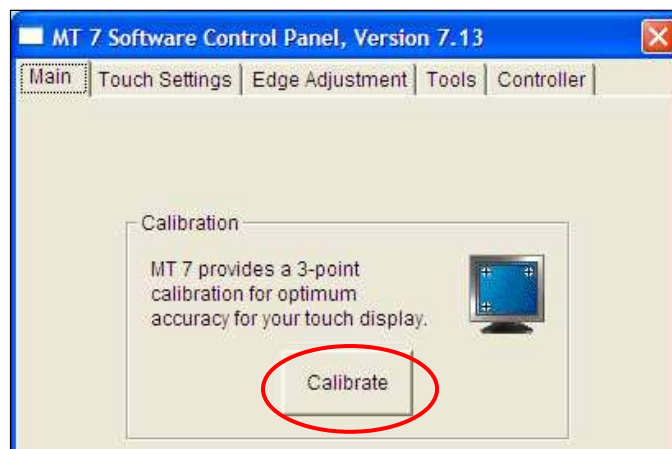 MT 7 Software Control Panel, Version 7.13
Main Touch Settings Edge Adjustment Tools Controller
Calibration
MT 7 provides a 3-point
calibration for optimum
accuracy for your touch display.
Calibrate